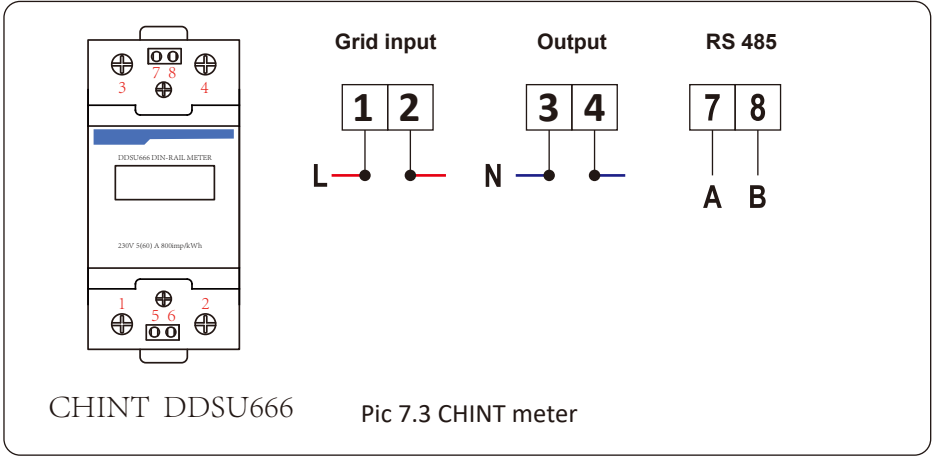 Grid input
Output
RS 485
7 8
3 4
1 2
3 4
7 8
L
N
A B
DDSU666 DIN-RAIL METER
230V 5(60) A 800imp/kWh
1 2
5 6
CHINT DDSU666
Pic 7.3 CHINT meter